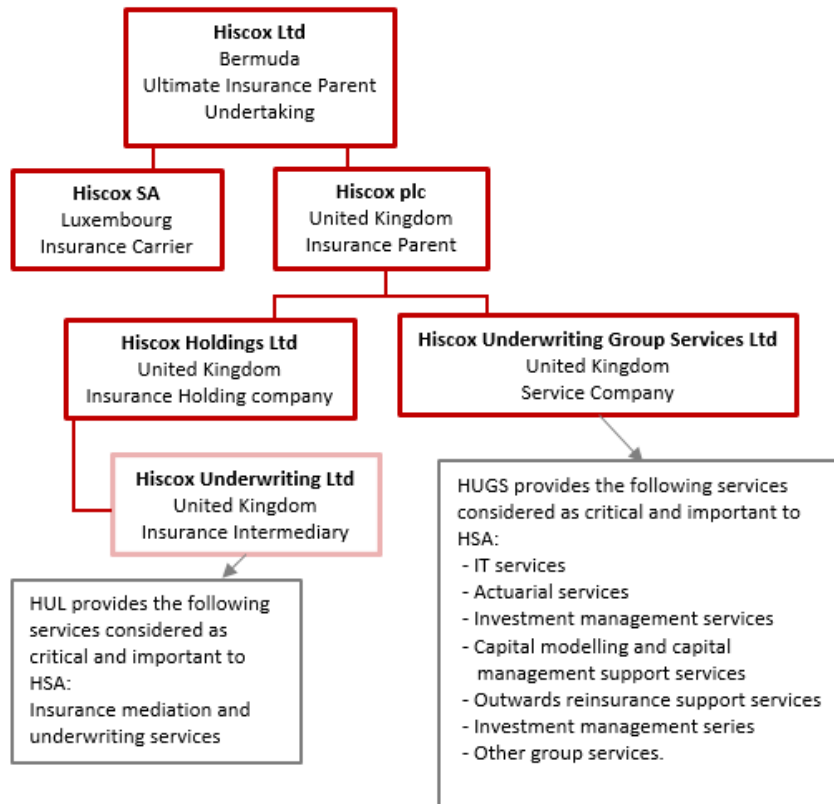 Hiscox Ltd
Bermuda
Ultimate Insurance Parent
Undertaking
Hiscox SA
Luxembourg
Insurance Carrier
Hiscox plc
United Kingdom
Insurance Parent
Hiscox Holdings Ltd
United Kingdom
Insurance Holding company
Hiscox Underwriting Group Services Ltd
United Kingdom
Service Company
Hiscox Underwriting Ltd
United Kingdom
Insurance Intermediary
HUL provides the following
services considered as
critical and important to
HSA:
Insurance mediation and
underwriting services
HUGS provides the following services
considered as critical and important to
HSA:
- IT services
- Actuarial services
- Investment management services
- Capital modelling and capital
management support services
- Outwards reinsurance support services
- Investment management series
- Other group services.